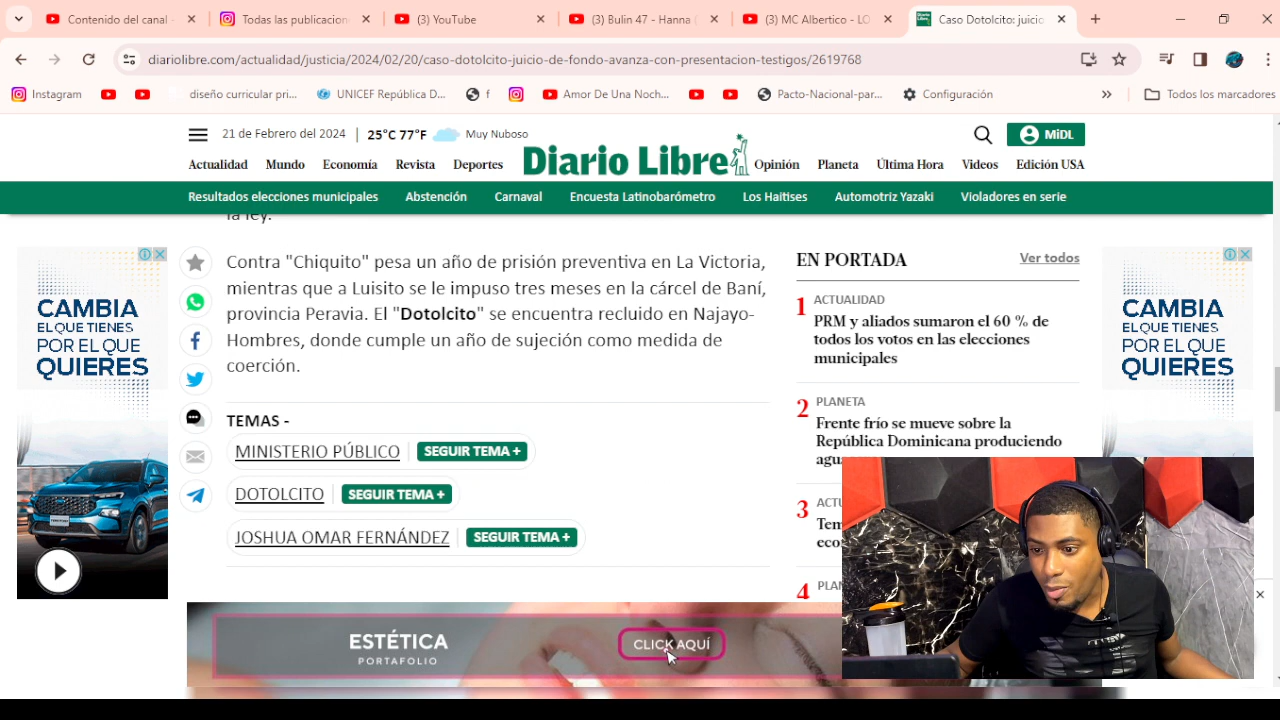 Contenido del canal -
Todas las publicacion
(3) YouTube
(3) Bulin 47 - Hanna (
(3) MC Albertico - LO
Caso Dotolcito: juicio
diariolibre.com/actualidad/justicia/2024/02/20/caso-dotolcito-juicio-de-fondo-avanza-con-presentacion-testigos/2619768
Instagram
diseño curricular pri...
UNICEF República D...
f
Amor De Una Noch...
Pacto-Nacional-par...
Configuración
»
Todos los marcadores
21 de Febrero del 2024 | 25°C 77°F Muy Nuboso
MiDL
Actualidad Mundo Economía Revista Deportes Diario Libre Opinión Planeta Última Hora Videos Edición USA
Resultados elecciones municipales Abstención Carnaval Encuesta Latinobarómetro Los Haitises Automotriz Yazaki Violadores en serie
la ley.
Contra "Chiquito" pesa un año de prisión preventiva en La Victoria,
mientras que a Luisito se le impuso tres meses en la cárcel de Baní,
provincia Peravia. El "Dotolcito" se encuentra recluido en Najayo-
Hombres, donde cumple un año de sujeción como medida de
coerción.
TEMAS -
MINISTERIO PÚBLICO SEGUIR TEMA +
DOTOLCITO SEGUIR TEMA +
JOSHUA OMAR FERNÁNDEZ SEGUIR TEMA +
EN PORTADA Ver todos
1 ACTUALIDAD
PRM y aliados sumaron el 60 % de
todos los votos en las elecciones
municipales
2 PLANETA
Frente frío se mueve sobre la
República Dominicana produciendo
3
4
CAMBIA
EL QUE TIENES
POR EL QUE
QUIERES
CAMBIA
EL QUE TIENES
POR EL QUE
QUIERES
ESTÉTICA
PORTAFOLIO
CLICK AQUÍ